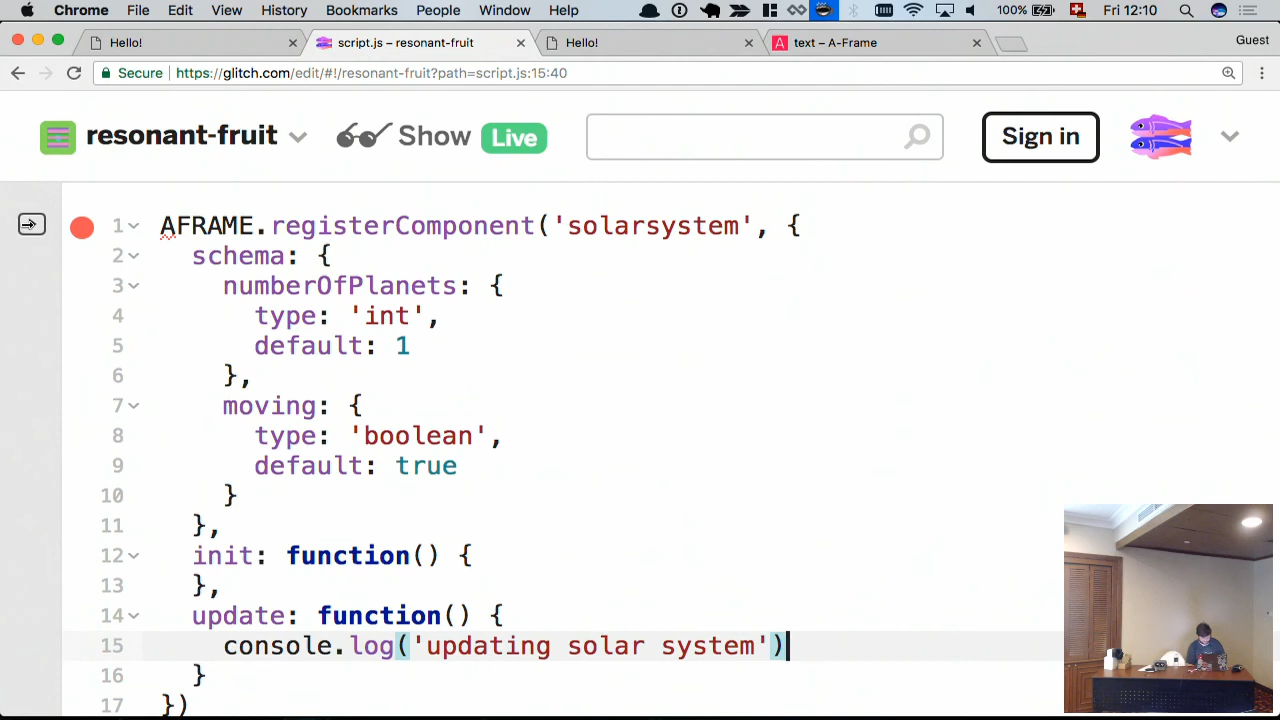 Chrome File Edit View History Bookmarks People Window Help 100% Fri 12:10
Hello! script.js – resonant-fruit Hello! text – A-Frame Guest
Secure https://glitch.com/edit/#!/resonant-fruit?path=script.js:15:40
resonant-fruit Show Live Sign in
1 AFRAME.registerComponent('solarsystem', {
2 schema: {
3 numberOfPlanets: {
4 type: 'int',
5 default: 1
6 },
7 moving: {
8 type: 'boolean',
9 default: true
10 }
11 },
12 init: function() {
13 },
14 update: function() {
15 console.log('updating solar system')
16 }
17 })